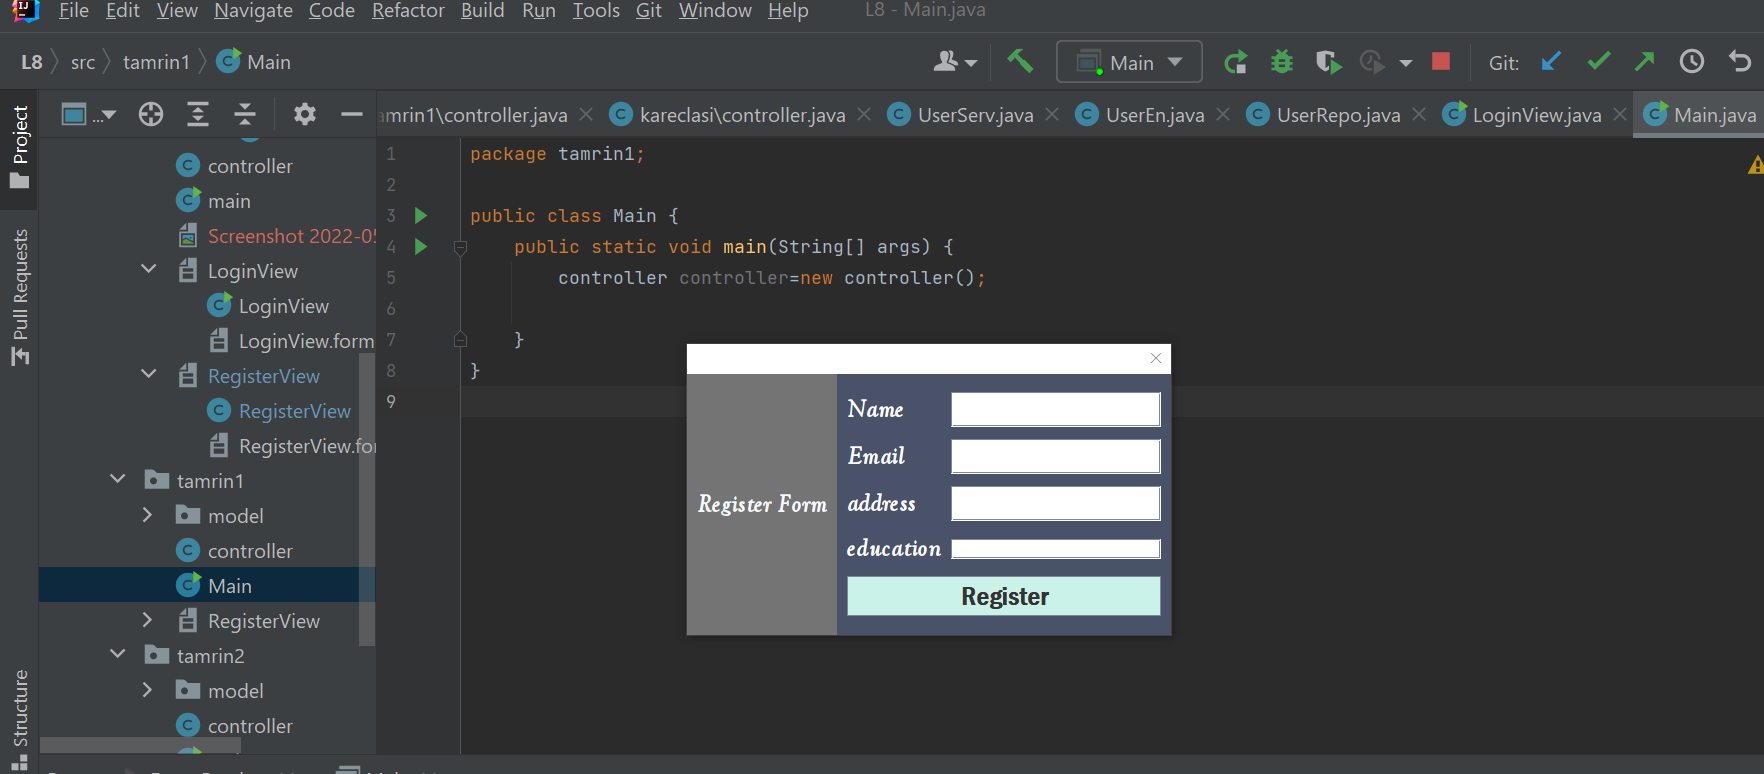 File Edit View Navigate Code Refactor Build Run Tools Git Window Help L8 - Main.java
L8 src tamrin1 Main
Main
Git:
Project
Pull Requests
Structure
...
amrin1\controller.java kareclasi\controller.java UserServ.java UserEn.java UserRepo.java LoginView.java Main.java
controller
main
Screenshot 2022-05
LoginView
LoginView
LoginView.form
RegisterView
RegisterView
RegisterView.for
tamrin1
model
controller
Main
RegisterView
tamrin2
model
controller
1 package tamrin1;
2
3 public class Main {
4 public static void main(String[] args) {
5 controller controller=new controller();
6
7 }
8 }
9
Register Form
Name
Email
address
education
Register